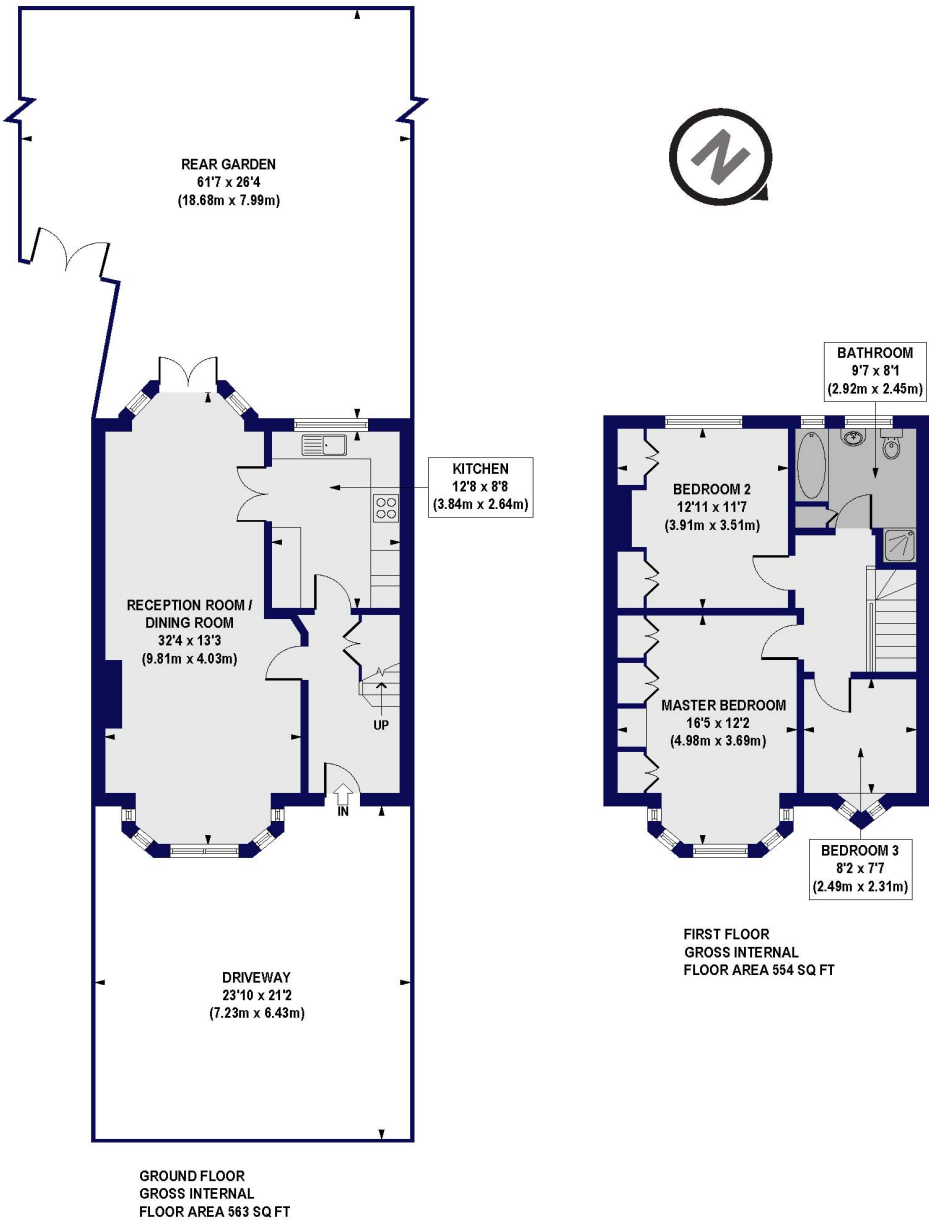 REAR GARDEN
61'7 x 26'4
(18.68m x 7.99m)
N
BATHROOM
9'7 x 8'1
(2.92m x 2.45m)
KITCHEN
12'8 x 8'8
(3.84m x 2.64m)
BEDROOM 2
12'11 x 11'7
(3.91m x 3.51m)
RECEPTION ROOM /
DINING ROOM
32'4 x 13'3
(9.81m x 4.03m)
UP
IN
MASTER BEDROOM
16'5 x 12'2
(4.98m x 3.69m)
BEDROOM 3
8'2 x 7'7
(2.49m x 2.31m)
DRIVEWAY
23'10 x 21'2
(7.23m x 6.43m)
FIRST FLOOR
GROSS INTERNAL
FLOOR AREA 554 SQ FT
GROUND FLOOR
GROSS INTERNAL
FLOOR AREA 563 SQ FT